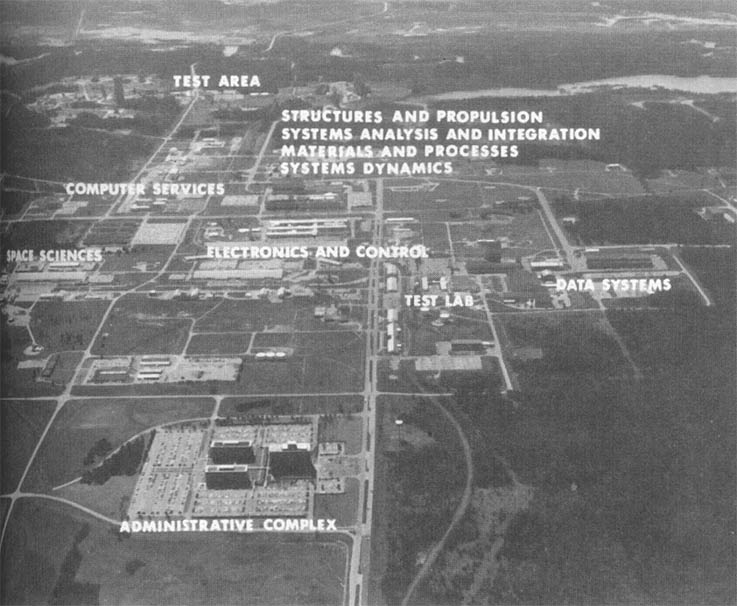 TEST AREA
STRUCTURES AND PROPULSION
SYSTEMS ANALYSIS AND INTEGRATION
MATERIALS AND PROCESSES
SYSTEMS DYNAMICS
COMPUTER SERVICES
SPACE SCIENCES
ELECTRONICS AND CONTROL
TEST LAB
DATA SYSTEMS
ADMINISTRATIVE COMPLEX